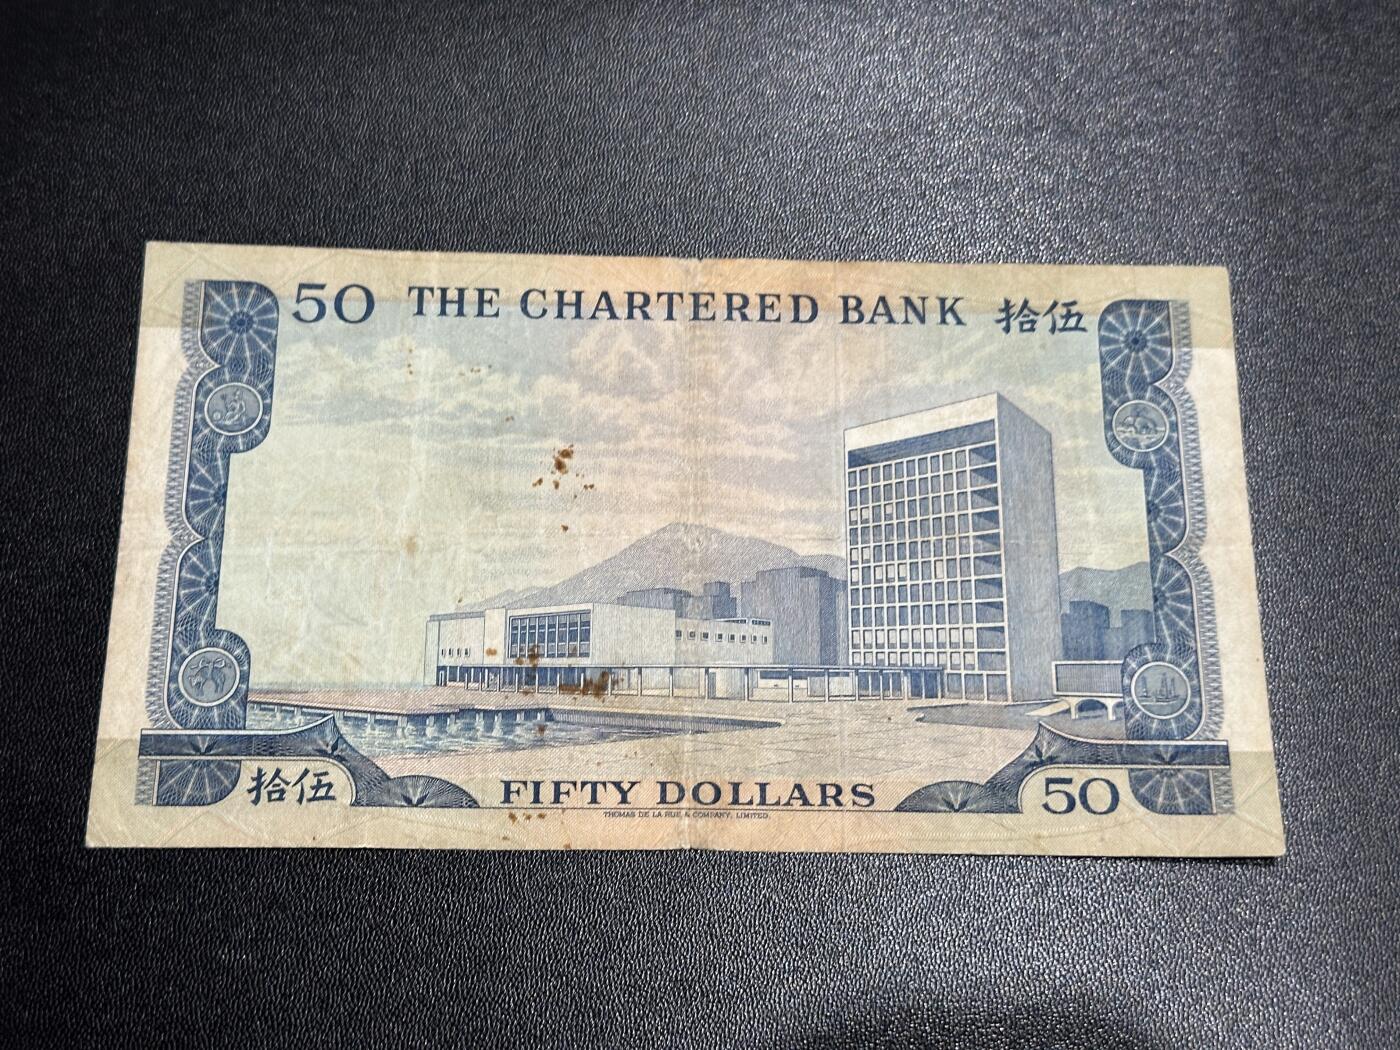 50 THE CHARTERED BANK 拾伍
拾伍 FIFTY DOLLARS 50
THOMAS DE LA RUE & COMPANY, LIMITED.